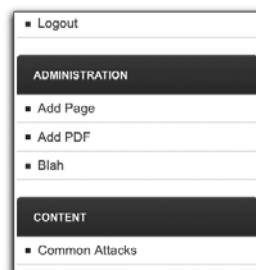 Logout
ADMINISTRATION
Add Page
Add PDF
Blah
CONTENT
Common Attacks